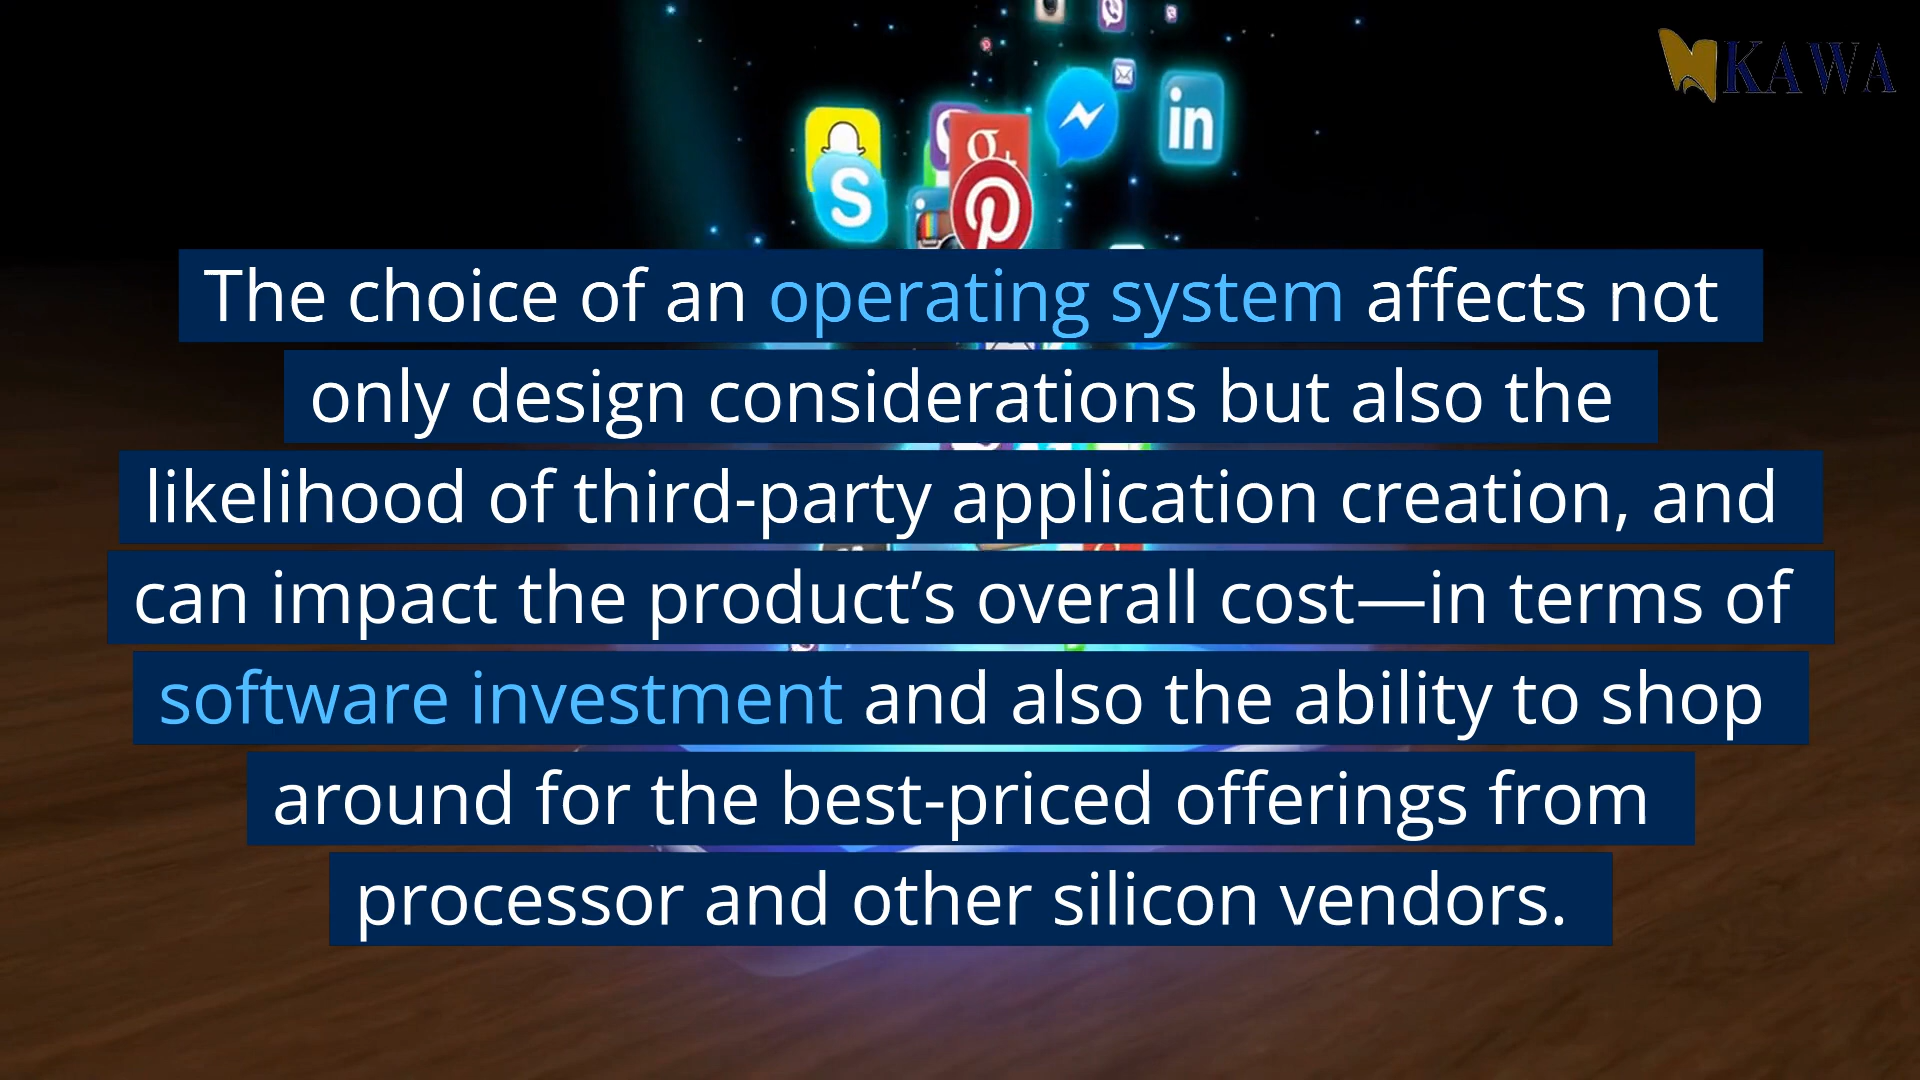 KAWA
in
S
g+
The choice of an operating system affects not
only design considerations but also the
likelihood of third-party application creation, and
can impact the product’s overall cost—in terms of
software investment and also the ability to shop
around for the best-priced offerings from
processor and other silicon vendors.